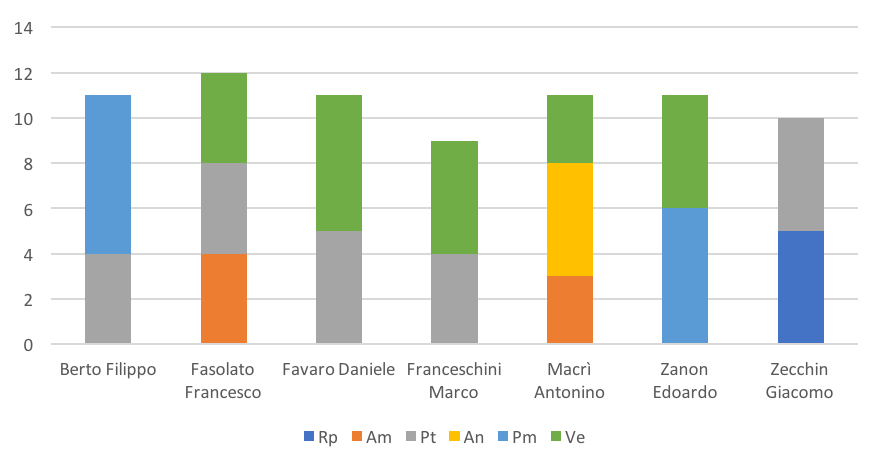 14
12
10
8
6
4
2
0
Berto Filippo Fasolato Favaro Daniele Franceschini Macrì Zanon Zecchin
Francesco Marco Antonino Edoardo Giacomo
Rp Am Pt An Pm Ve